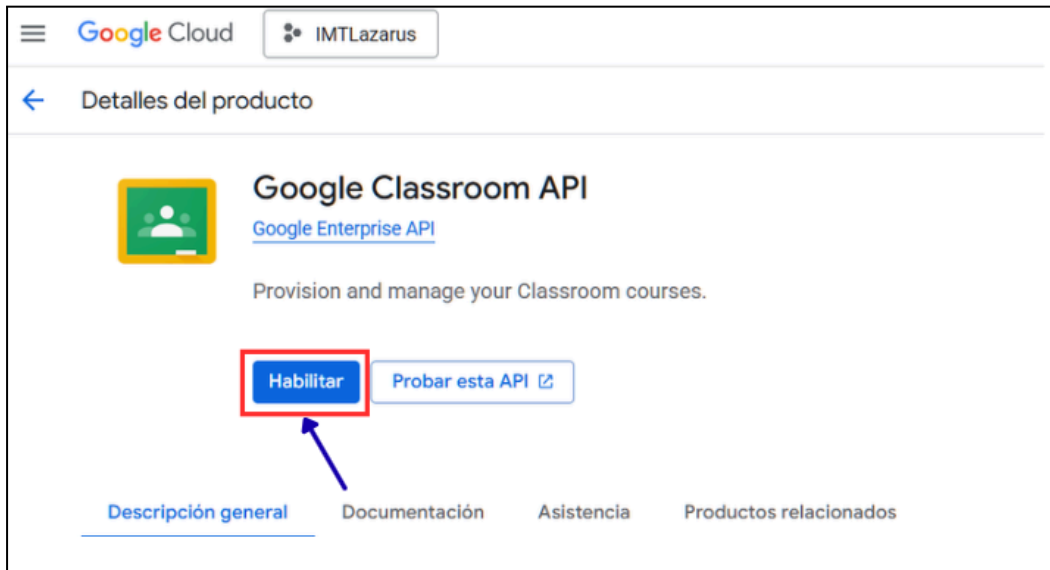 Google Cloud IMTLazarus
Detalles del producto
Google Classroom API
Google Enterprise API
Provision and manage your Classroom courses.
Habilitar Probar esta API
Descripción general Documentación Asistencia Productos relacionados